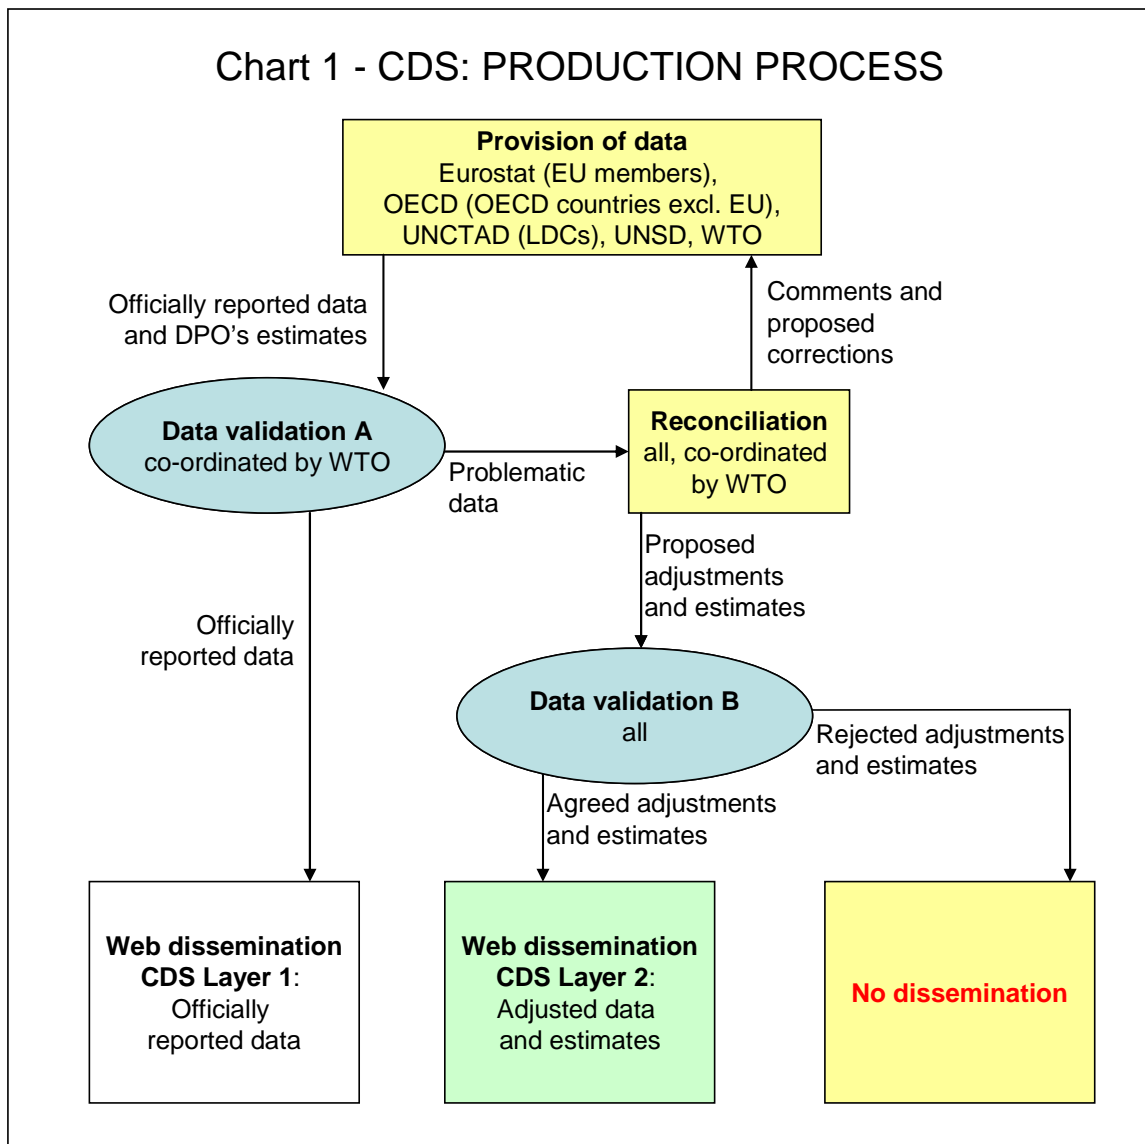 Chart 1 - CDS: PRODUCTION PROCESS
Provision of data
Eurostat (EU members),
OECD (OECD countries excl. EU),
UNCTAD (LDCs), UNSD, WTO
Officially reported data
and DPO’s estimates
Comments and
proposed
corrections
Data validation A
co-ordinated by WTO
Problematic
data
Reconciliation
all, co-ordinated
by WTO
Proposed
adjustments
and estimates
Officially
reported data
Data validation B
all
Rejected adjustments
and estimates
Agreed adjustments
and estimates
Web dissemination
CDS Layer 1:
Officially
reported data
Web dissemination
CDS Layer 2:
Adjusted data
and estimates
No dissemination